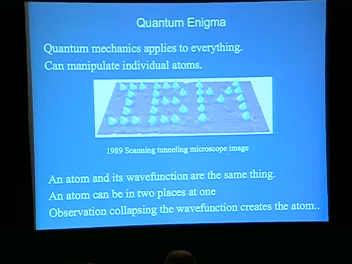 Quantum Enigma
Quantum mechanics applies to everything.
Can manipulate individual atoms.
IBM
1989 Scanning tunneling microscope image
An atom and its wavefunction are the same thing.
An atom can be in two places at one
Observation collapsing the wavefunction creates the atom..